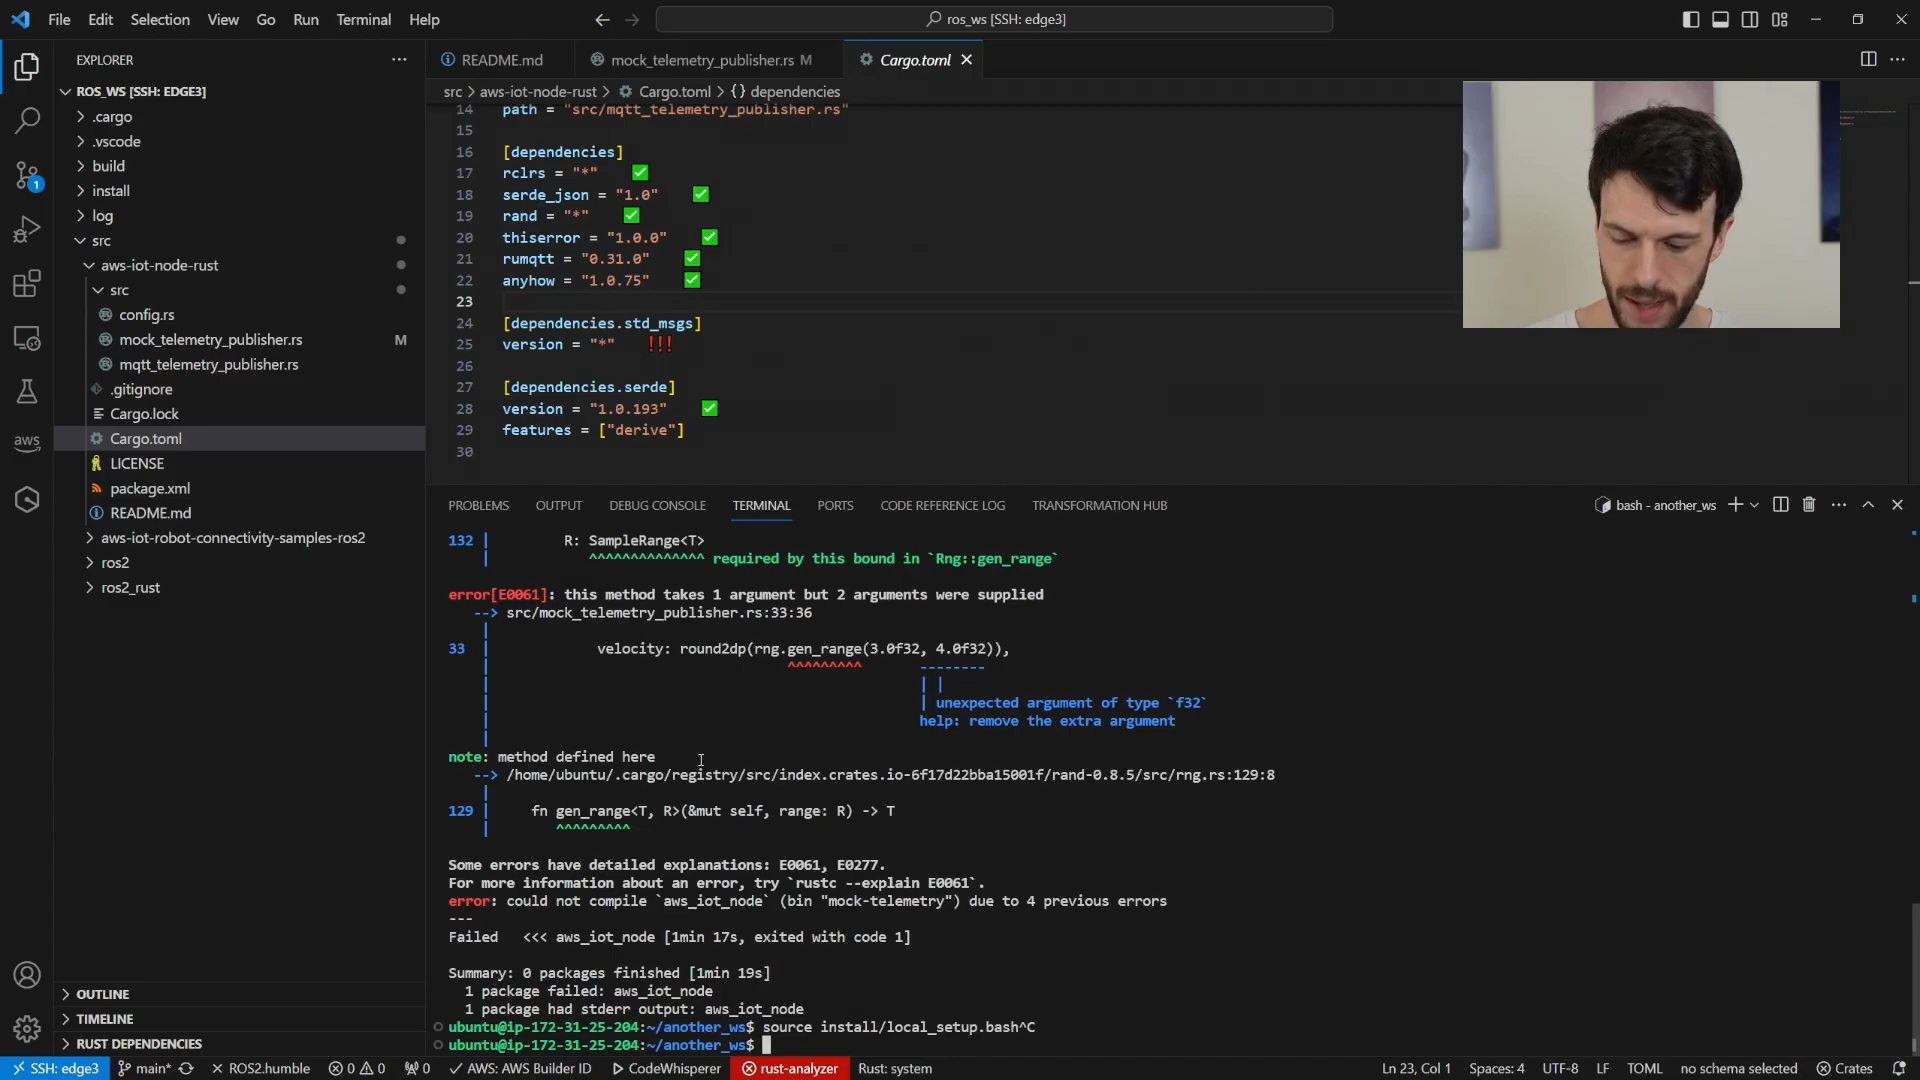 File Edit Selection View Go Run Terminal Help
ros_ws [SSH: edge3]
EXPLORER
ROS_WS [SSH: EDGE3]
.cargo
.vscode
build
install
log
src
aws-iot-node-rust
src
config.rs
mock_telemetry_publisher.rs M
mqtt_telemetry_publisher.rs
.gitignore
Cargo.lock
Cargo.toml
LICENSE
package.xml
README.md
aws-iot-robot-connectivity-samples-ros2
ros2
ros2_rust
OUTLINE
TIMELINE
RUST DEPENDENCIES
aws
1
README.md mock_telemetry_publisher.rs M Cargo.toml
src > aws-iot-node-rust > Cargo.toml > {} dependencies
14 path = "src/mqtt_telemetry_publisher.rs"
15
16 [dependencies]
17 rclrs = "*" ✅
18 serde_json = "1.0" ✅
19 rand = "*" ✅
20 thiserror = "1.0.0" ✅
21 rumqtt = "0.31.0" ✅
22 anyhow = "1.0.75" ✅
23
24 [dependencies.std_msgs]
25 version = "*" !!!
26
27 [dependencies.serde]
28 version = "1.0.193" ✅
29 features = ["derive"]
30
PROBLEMS OUTPUT DEBUG CONSOLE TERMINAL PORTS CODE REFERENCE LOG TRANSFORMATION HUB
bash - another_ws
132 | R: SampleRange<T>
| ^^^^^^^^^^^^^^ required by this bound in `Rng::gen_range`
error[E0061]: this method takes 1 argument but 2 arguments were supplied
--> src/mock_telemetry_publisher.rs:33:36
|
33 | velocity: round2dp(rng.gen_range(3.0f32, 4.0f32)),
| ^^^^^^^^^ --------
| | |
| | unexpected argument of type `f32`
| help: remove the extra argument
|
note: method defined here
--> /home/ubuntu/.cargo/registry/src/index.crates.io-6f17d22bba15001f/rand-0.8.5/src/rng.rs:129:8
|
129 | fn gen_range<T, R>(&mut self, range: R) -> T
| ^^^^^^^^^
Some errors have detailed explanations: E0061, E0277.
For more information about an error, try `rustc --explain E0061`.
error: could not compile `aws_iot_node` (bin "mock-telemetry") due to 4 previous errors
---
Failed <<< aws_iot_node [1min 17s, exited with code 1]
Summary: 0 packages finished [1min 19s]
1 package failed: aws_iot_node
1 package had stderr output: aws_iot_node
ubuntu@ip-172-31-25-204:~/another_ws$ source install/local_setup.bash^C
ubuntu@ip-172-31-25-204:~/another_ws$
SSH: edge3 main* ROS2.humble 0 0 0 AWS: AWS Builder ID CodeWhisperer rust-analyzer Rust: system Ln 23, Col 1 Spaces: 4 UTF-8 LF TOML no schema selected Crates